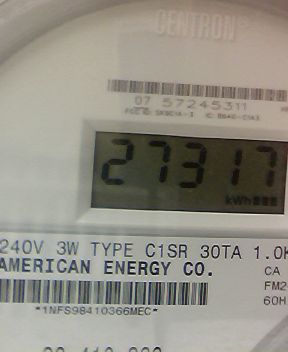 CENTRON®
07 57245311
27317
kWh
240V 3W TYPE C1SR 30TA 1.0K
AMERICAN ENERGY CO.
CA
FM2
60H
*1NFS98410366MEC*